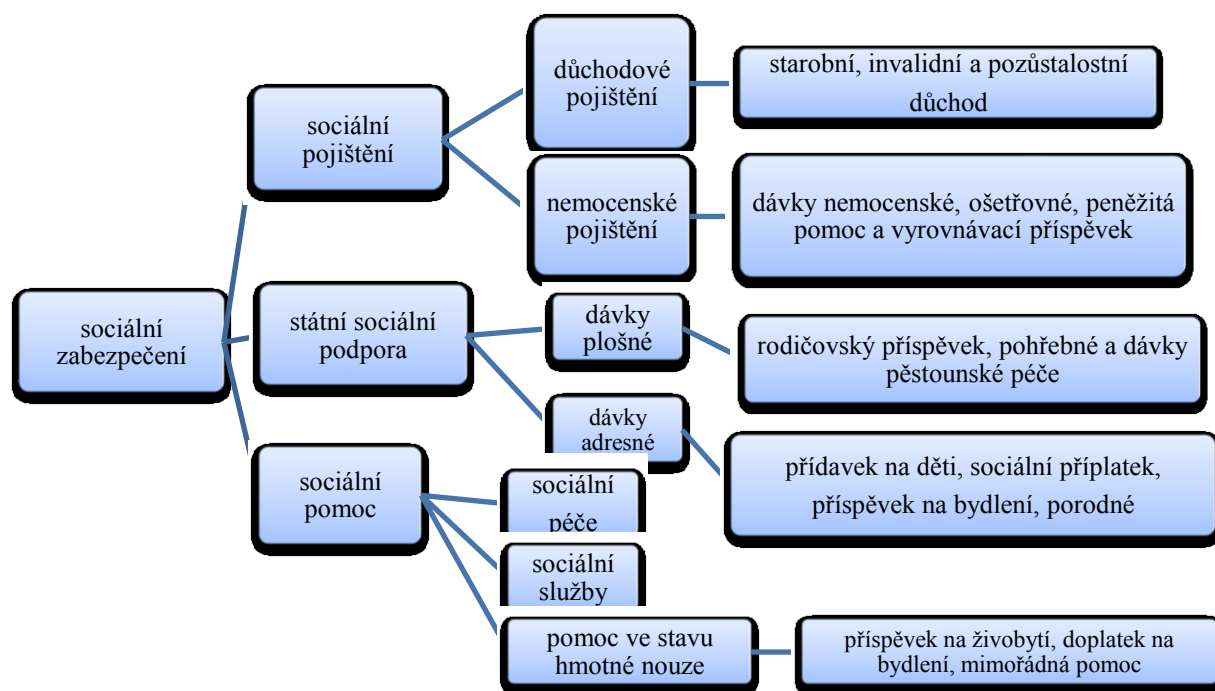 sociální
zabezpečení
sociální
pojištění
důchodové
pojištění
starobní, invalidní a pozůstalostní
důchod
nemocenské
pojištění
dávky nemocenské, ošetřovné, peněžitá
pomoc a vyrovnávací příspěvek
státní sociální
podpora
dávky
plošné
rodičovský příspěvek, pohřebné a dávky
pěstounské péče
dávky
adresné
přídavek na děti, sociální příplatek,
příspěvek na bydlení, porodné
sociální
pomoc
sociální
péče
sociální
služby
pomoc ve stavu
hmotné nouze
příspěvek na živobytí, doplatek na
bydlení, mimořádná pomoc